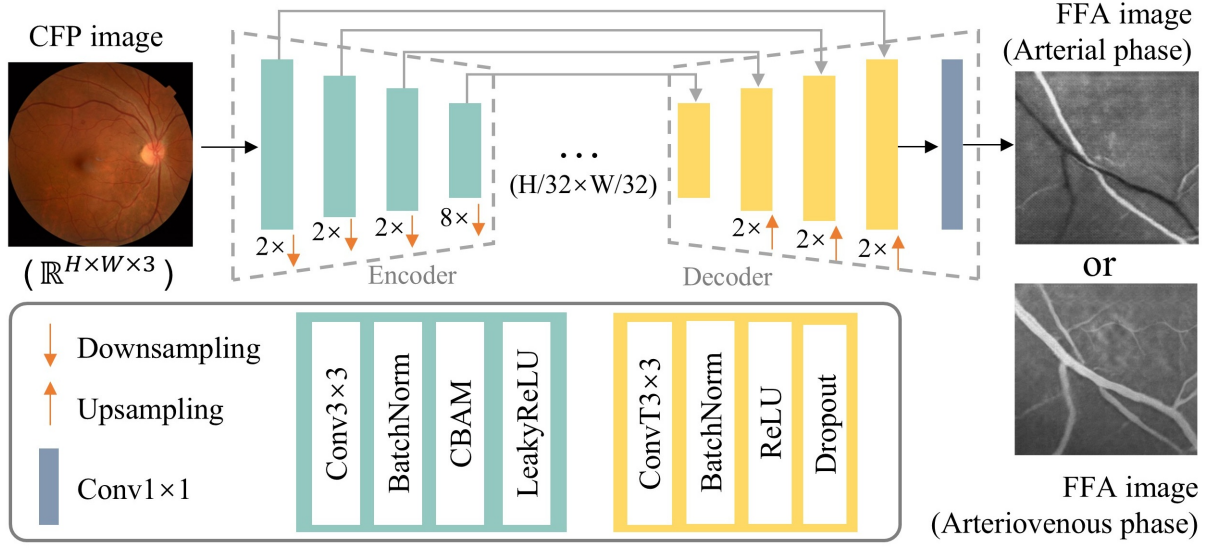 CFP image
FFA image
(Arterial phase)
...
(H/32×W/32)
2×
2×
2×
8×
2×
2×
2×
(ℝ^{H×W×3})
Encoder
Decoder
or
Downsampling
Upsampling
Conv1×1
Conv3×3
BatchNorm
CBAM
LeakyReLU
ConvT3×3
BatchNorm
ReLU
Dropout
FFA image
(Arteriovenous phase)